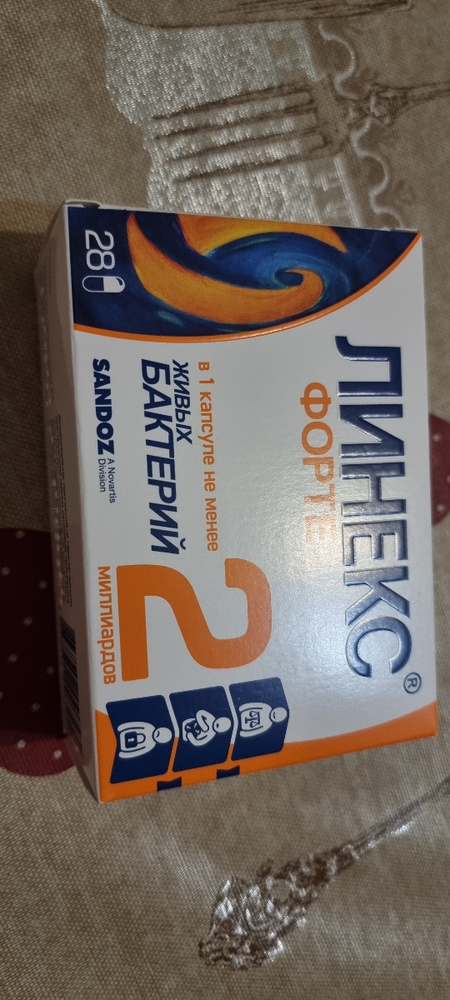 ЛИНЕКС®
ФОРТЕ
в 1 капсуле не менее
ЖИВЫХ
БАКТЕРИЙ
2
миллиардов
28
SANDOZ A Novartis
Division